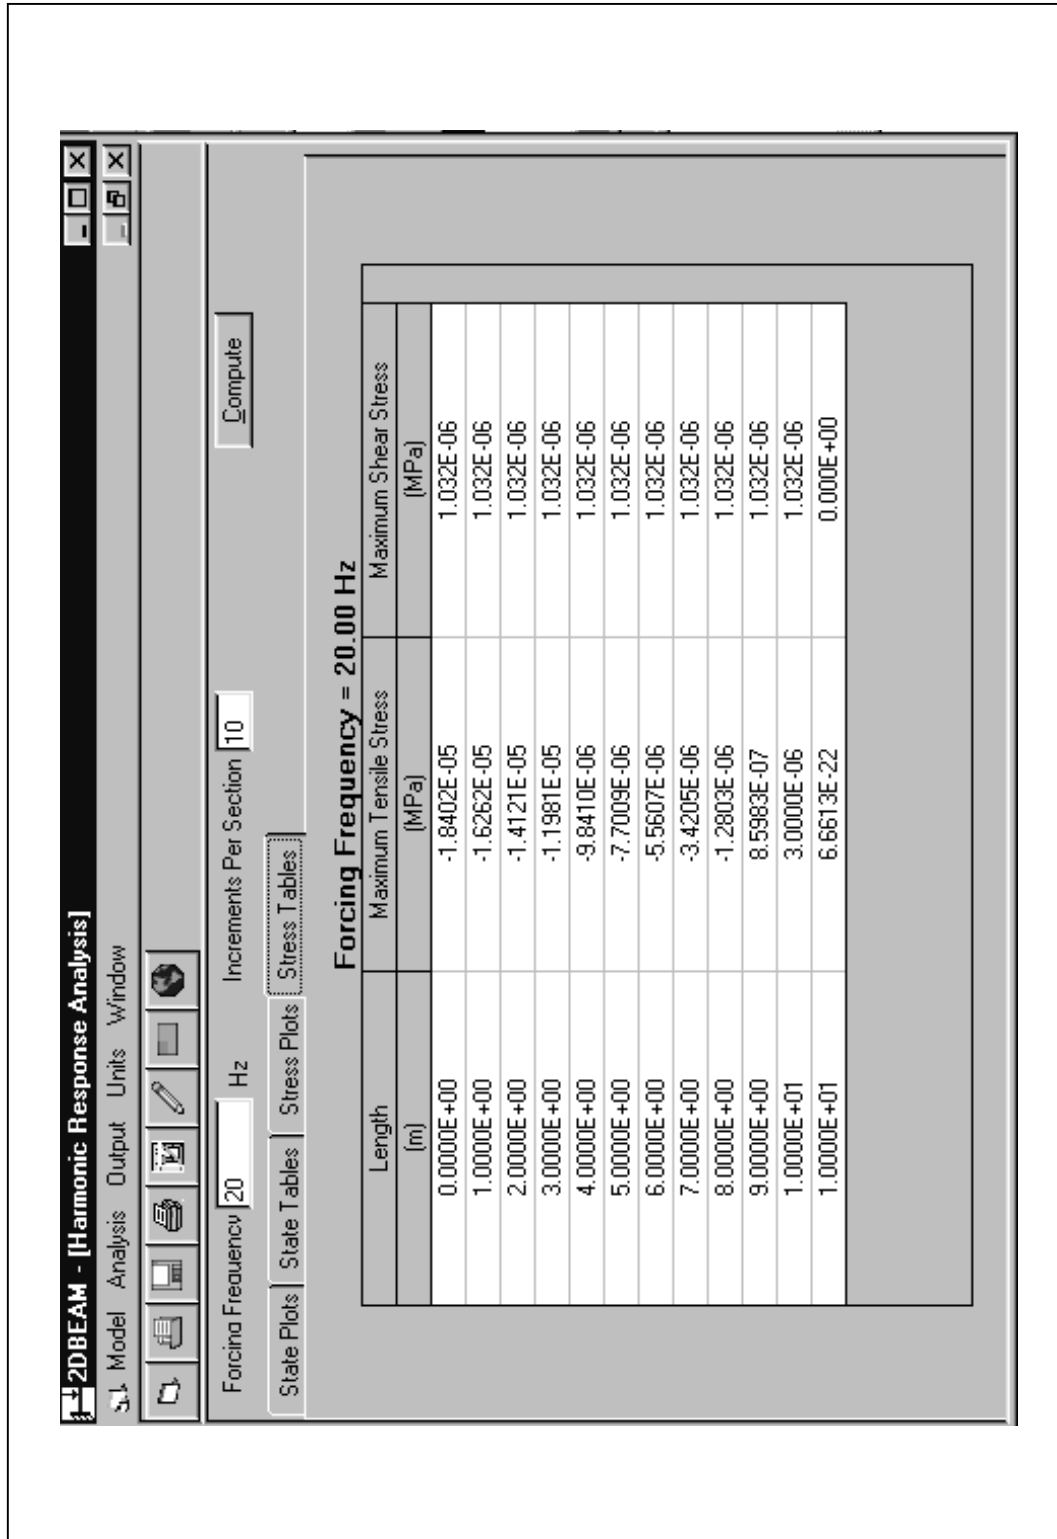 2DBEAM - [Harmonic Response Analysis]
Model Analysis Output Units Window
Forcing Frequency 20 Hz Increments Per Section 10 Compute
State Plots State Tables Stress Plots Stress Tables
Forcing Frequency = 20.00 Hz
Length Maximum Tensile Stress Maximum Shear Stress
(m) (MPa) (MPa)
0.0000E+00 -1.8402E-05 1.032E-06
1.0000E+00 -1.6262E-05 1.032E-06
2.0000E+00 -1.4121E-05 1.032E-06
3.0000E+00 -1.1981E-05 1.032E-06
4.0000E+00 -9.8410E-06 1.032E-06
5.0000E+00 -7.7009E-06 1.032E-06
6.0000E+00 -5.5607E-06 1.032E-06
7.0000E+00 -3.4205E-06 1.032E-06
8.0000E+00 -1.2803E-06 1.032E-06
9.0000E+00 8.5983E-07 1.032E-06
1.0000E+01 3.0000E-06 1.032E-06
1.0000E+01 6.6613E-22 0.000E+00